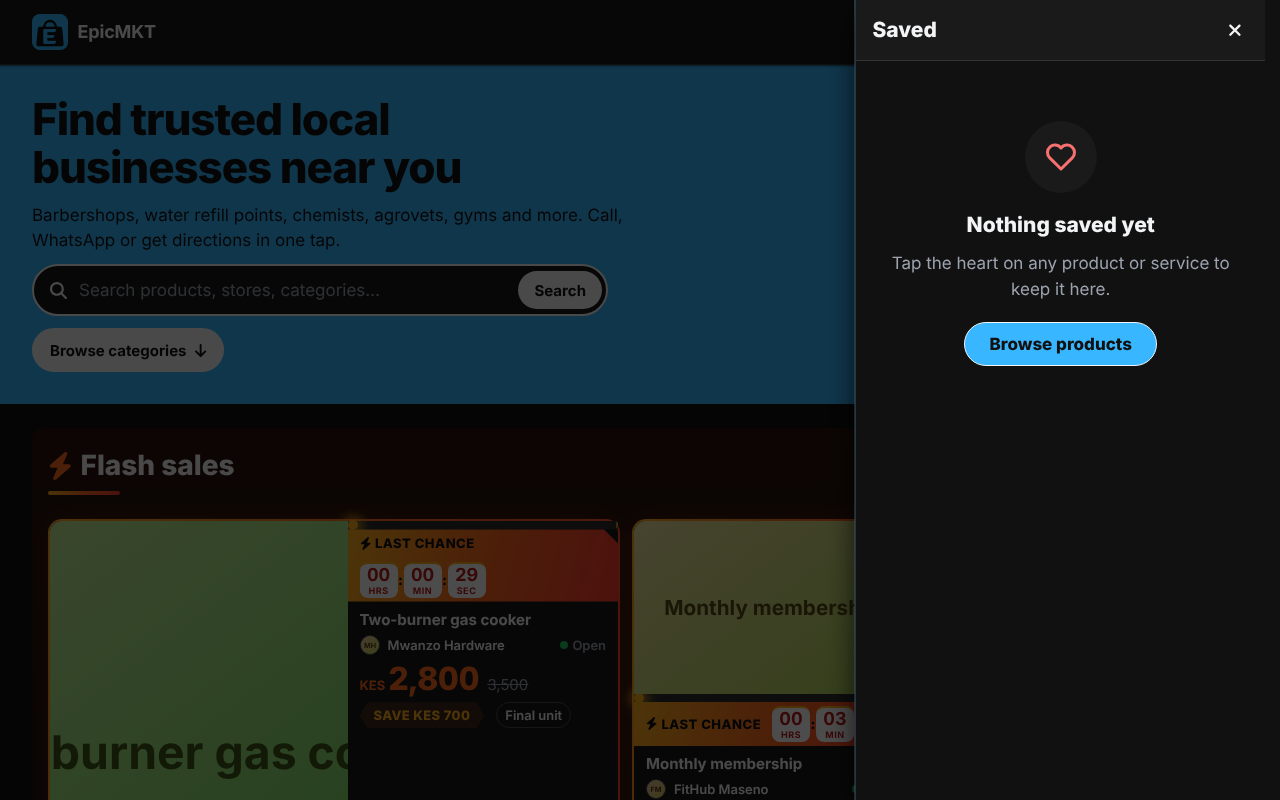 EpicMKT
Find trusted local
businesses near you
Barbershops, water refill points, chemists, agrovets, gyms and more. Call,
WhatsApp or get directions in one tap.
Search products, stores, categories...
Search
Browse categories
Flash sales
burner gas co
LAST CHANCE
00 : 00 : 29
HRS MIN SEC
Two-burner gas cooker
MH Mwanzo Hardware
Open
KES 2,800 3,500
SAVE KES 700
Final unit
Monthly membersh
LAST CHANCE
00 : 03
HRS MIN
Monthly membership
FM FitHub Maseno
Saved
Nothing saved yet
Tap the heart on any product or service to
keep it here.
Browse products